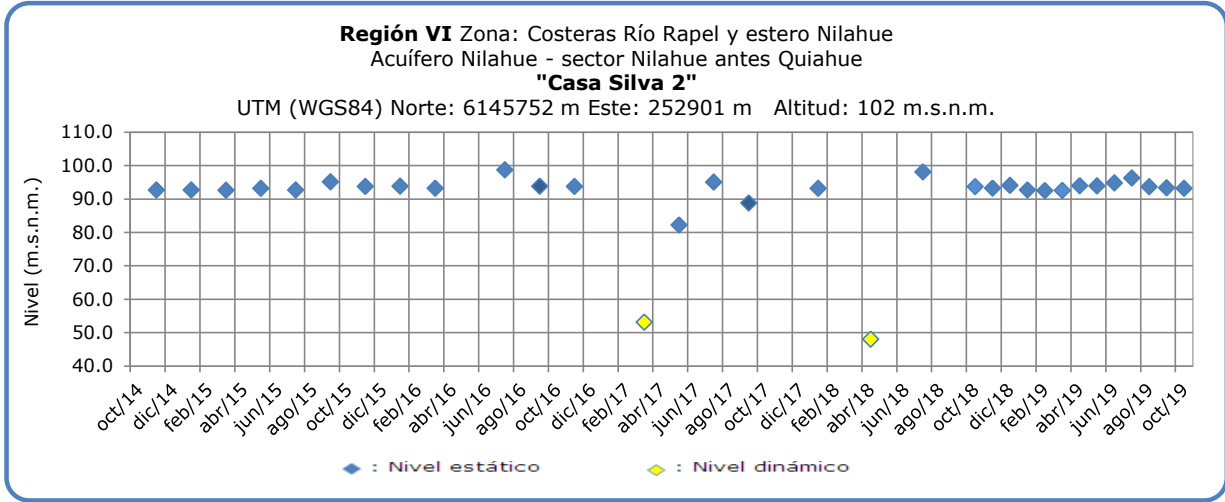 Región VI Zona: Costeras Río Rapel y estero Nilahue
Acuífero Nilahue - sector Nilahue antes Quiahue
"Casa Silva 2"
UTM (WGS84) Norte: 6145752 m Este: 252901 m Altitud: 102 m.s.n.m.
Nivel (m.s.n.m.)
110.0
100.0
90.0
80.0
70.0
60.0
50.0
40.0
oct/14
dic/14
feb/15
abr/15
jun/15
ago/15
oct/15
dic/15
feb/16
abr/16
jun/16
ago/16
oct/16
dic/16
feb/17
abr/17
jun/17
ago/17
oct/17
dic/17
feb/18
abr/18
jun/18
ago/18
oct/18
dic/18
feb/19
abr/19
jun/19
ago/19
oct/19
: Nivel estático
: Nivel dinámico